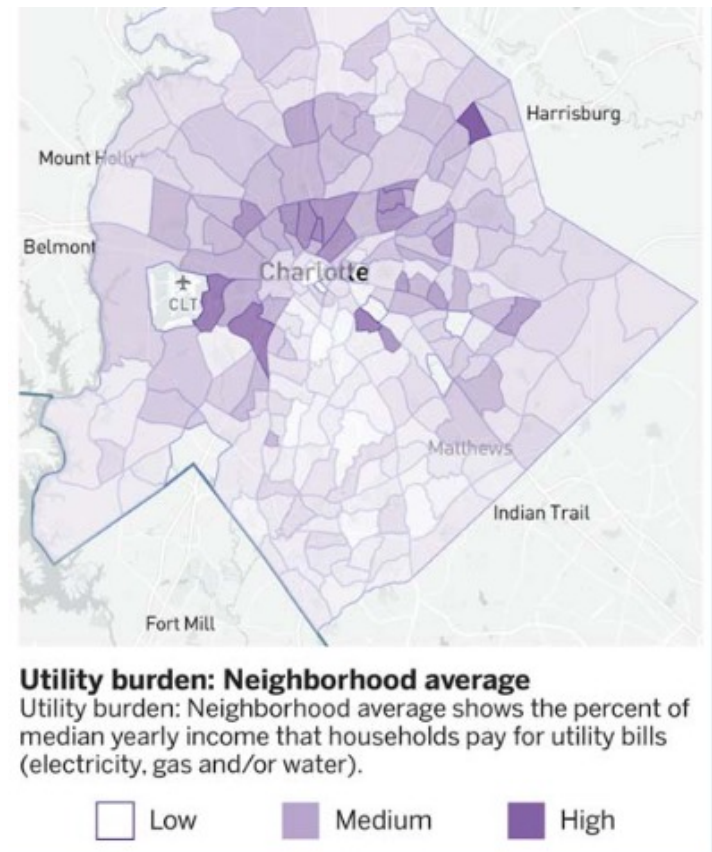 Harrisburg
Mount Holly
Belmont
Charlotte
CLT
Matthews
Indian Trail
Fort Mill
Utility burden: Neighborhood average
Utility burden: Neighborhood average shows the percent of
median yearly income that households pay for utility bills
(electricity, gas and/or water).
Low Medium High